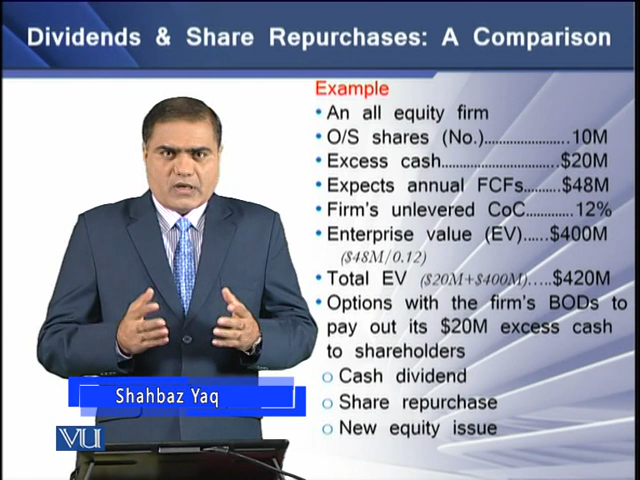 Dividends & Share Repurchases: A Comparison
Example
• An all equity firm
• O/S shares (No.).......................10M
• Excess cash...............................$20M
• Expects annual FCFs..........$48M
• Firm's unlevered CoC.............12%
• Enterprise value (EV)......$400M
($48M/0.12)
• Total EV ($20M+$400M).....$420M
• Options with the firm's BODs to
pay out its $20M excess cash
to shareholders
o Cash dividend
o Share repurchase
o New equity issue
Shahbaz Yaq
VU